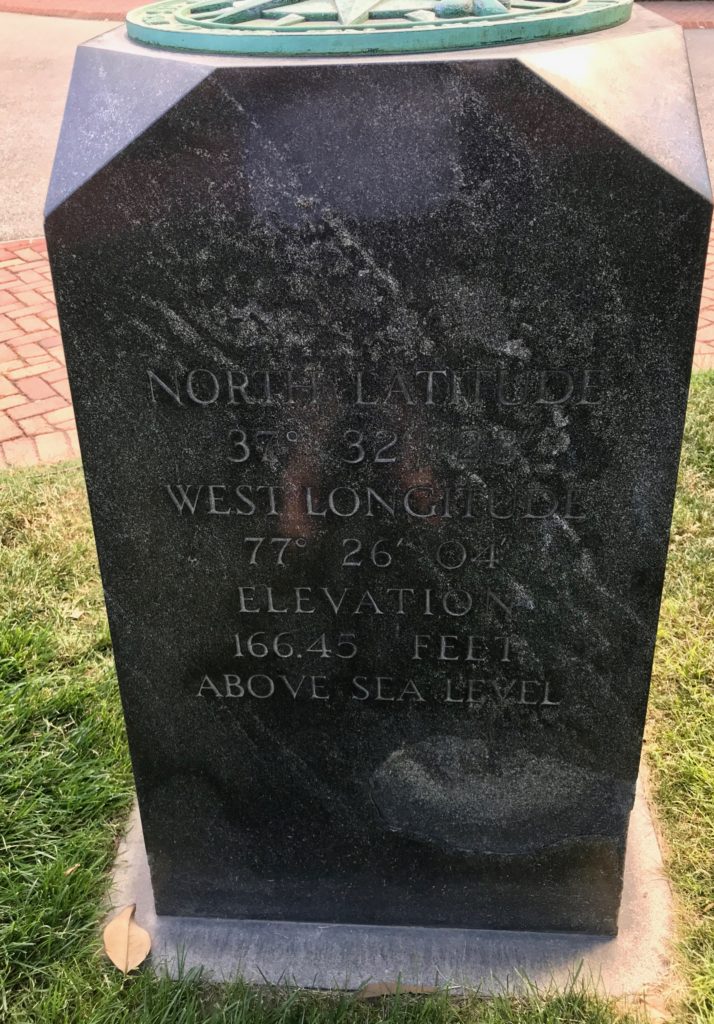 NORTH LATITUDE
37° 32'
WEST LONGITUDE
77° 26' 04"
ELEVATION
166.45 FEET
ABOVE SEA LEVEL